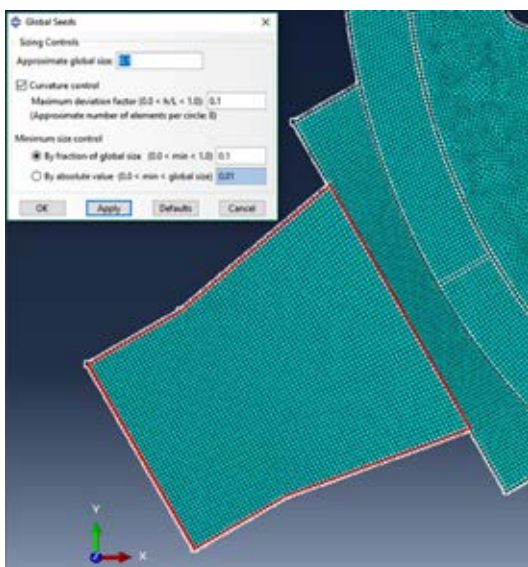 Global Seeds
Sizing Controls
Approximate global size: 0.1
Curvature control
Maximum deviation factor (0.0 < h/L < 1.0) 0.1
(Approximate number of elements per circle: 8)
Minimum size control
By fraction of global size (0.0 < min < 1.0) 0.1
By absolute value (0.0 < min < global size) 0.01
OK Apply Defaults Cancel
Y
X